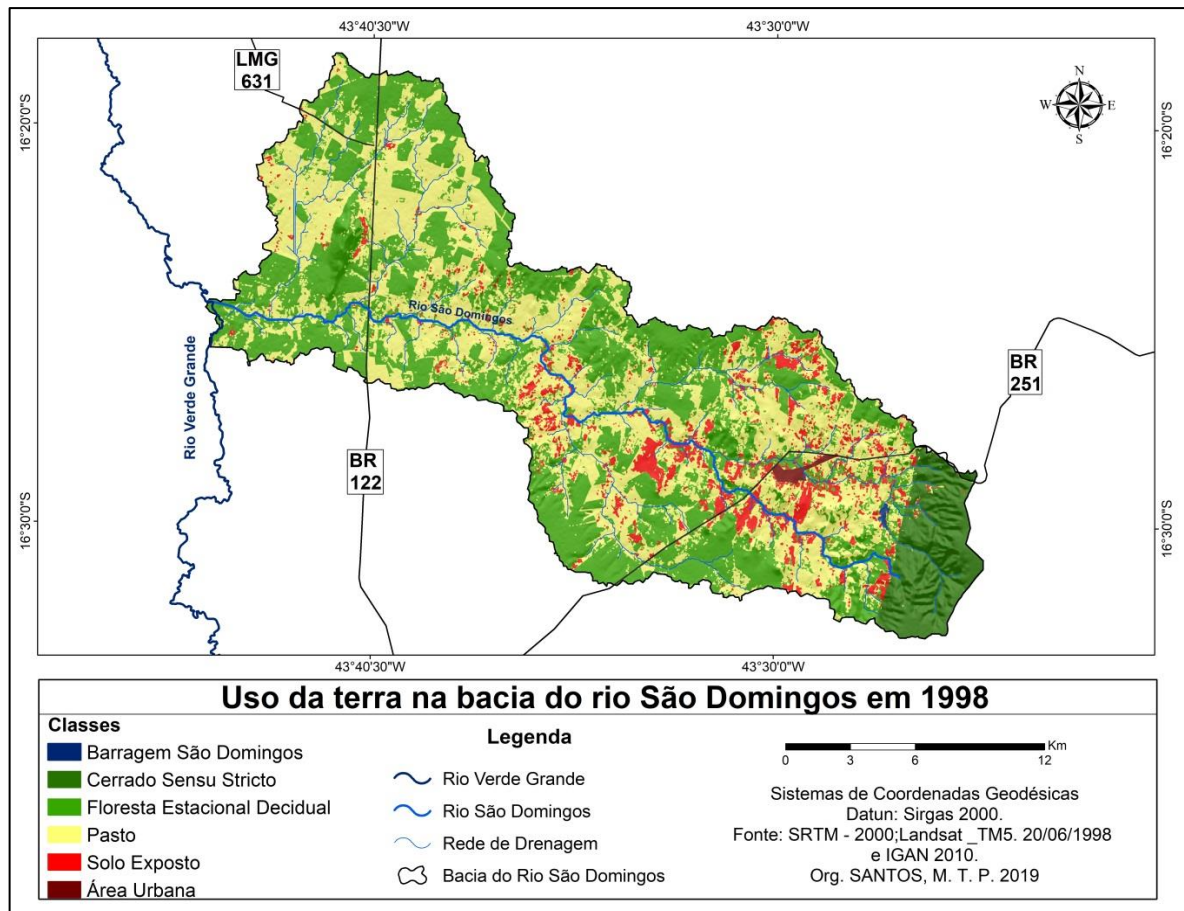 43°40'30"W 43°30'0"W
LMG
631
N
W E
S
16°20'0"S 16°20'0"S
Rio São Domingos
Rio Verde Grande
BR
251
BR
122
16°30'0"S 16°30'0"S
43°40'30"W 43°30'0"W
Uso da terra na bacia do rio São Domingos em 1998
Classes
Barragem São Domingos
Cerrado Sensu Stricto
Floresta Estacional Decidual
Pasto
Solo Exposto
Área Urbana
Legenda
Rio Verde Grande
Rio São Domingos
Rede de Drenagem
Bacia do Rio São Domingos
Km
0 3 6 12
Sistemas de Coordenadas Geodésicas
Datun: Sirgas 2000.
Fonte: SRTM - 2000;Landsat _TM5. 20/06/1998
e IGAN 2010.
Org. SANTOS, M. T. P. 2019